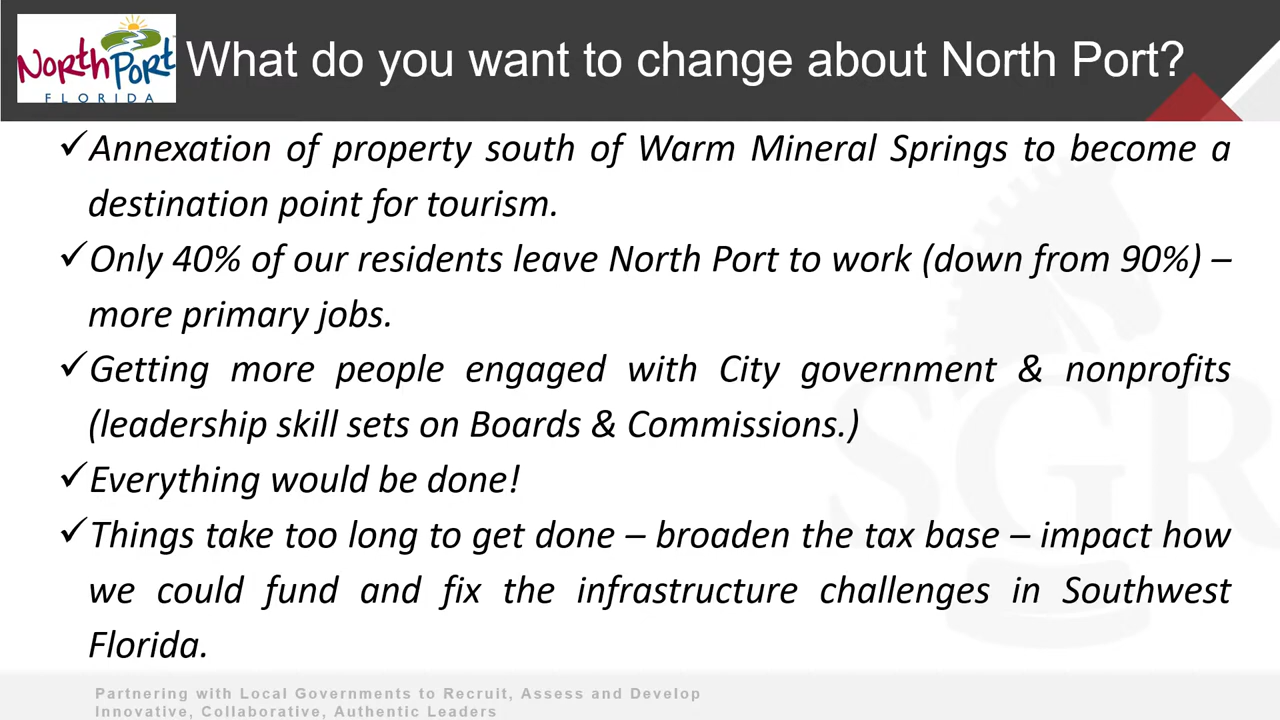 North Port
FLORIDA
What do you want to change about North Port?
✓Annexation of property south of Warm Mineral Springs to become a
destination point for tourism.
✓Only 40% of our residents leave North Port to work (down from 90%) –
more primary jobs.
✓Getting more people engaged with City government & nonprofits
(leadership skill sets on Boards & Commissions.)
✓Everything would be done!
✓Things take too long to get done – broaden the tax base – impact how
we could fund and fix the infrastructure challenges in Southwest
Florida.
SGR
Partnering with Local Governments to Recruit, Assess and Develop
Innovative, Collaborative, Authentic Leaders